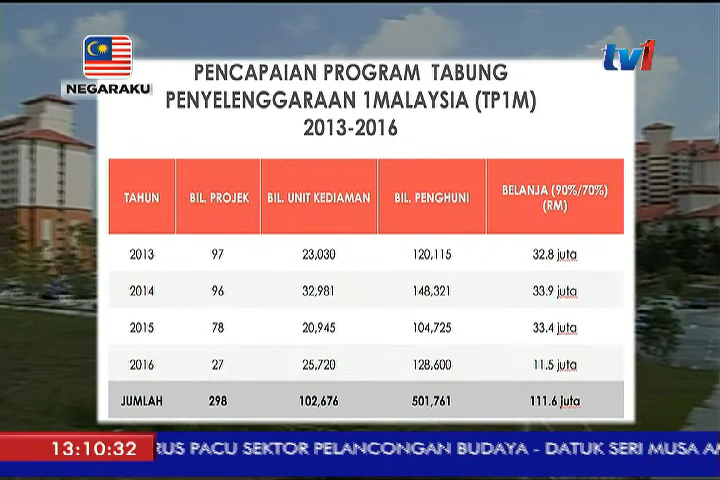 NEGARAKU
tv1
PENCAPAIAN PROGRAM TABUNG
PENYELENGGARAAN 1MALAYSIA (TP1M)
2013-2016
TAHUN BIL. PROJEK BIL. UNIT KEDIAMAN BIL. PENGHUNI BELANJA (90%/70%)
(RM)
2013 97 23,030 120,115 32.8 juta
2014 96 32,981 148,321 33.9 juta
2015 78 20,945 104,725 33.4 juta
2016 27 25,720 128,600 11.5 juta
JUMLAH 298 102,676 501,761 111.6 juta
13:10:32 RUS PACU SEKTOR PELANCONGAN BUDAYA - DATUK SERI MUSA AM